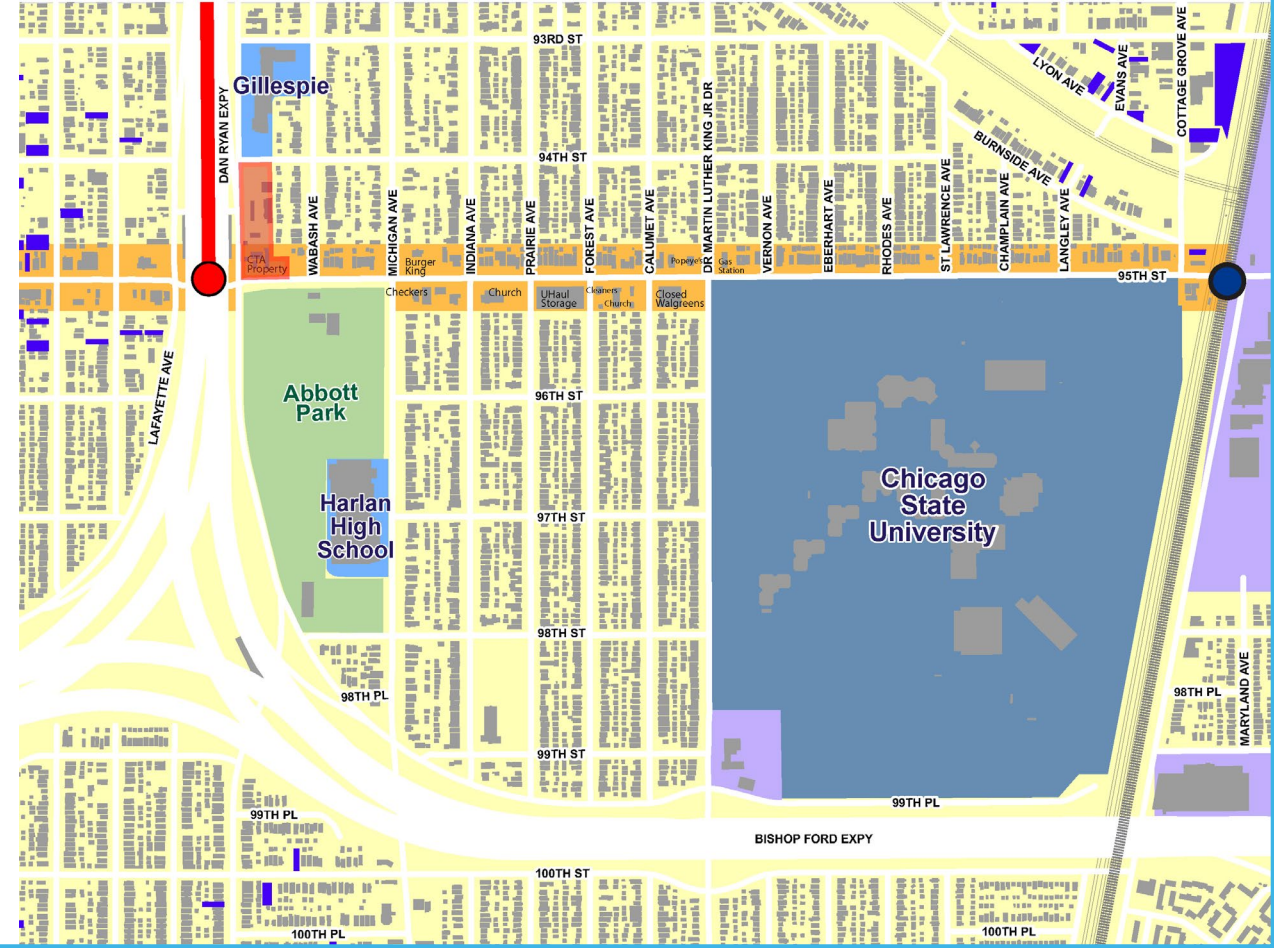 93RD ST
LYON AVE
EVANS AVE
COTTAGE GROVE AVE
Gillespie
DAN RYAN EXPY
BURNSIDE AVE
94TH ST
WABASH AVE
MICHIGAN AVE
INDIANA AVE
PRAIRIE AVE
FOREST AVE
CALUMET AVE
DR MARTIN LUTHER KING JR DR
VERNON AVE
EBERHART AVE
RHODES AVE
ST LAWRENCE AVE
CHAMPLAIN AVE
LANGLEY AVE
CTA
Property
Burger
King
Popeye's
Gas
Station
95TH ST
Checkers
Church
UHaul
Storage
Cleaners
Church
Closed
Walgreens
LAFAYETTE AVE
Abbott
Park
96TH ST
Harlan
High
School
97TH ST
Chicago
State
University
98TH ST
98TH PL
98TH PL
MARYLAND AVE
99TH ST
99TH PL
99TH PL
BISHOP FORD EXPY
100TH ST
100TH PL
100TH PL